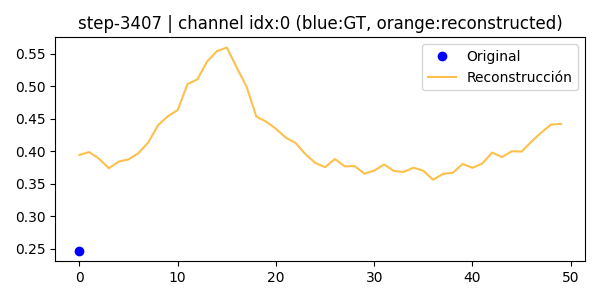 step-3407 | channel idx:0 (blue:GT, orange:reconstructed)
Original
Reconstrucción
0.55
0.50
0.45
0.40
0.35
0.30
0.25
0 10 20 30 40 50